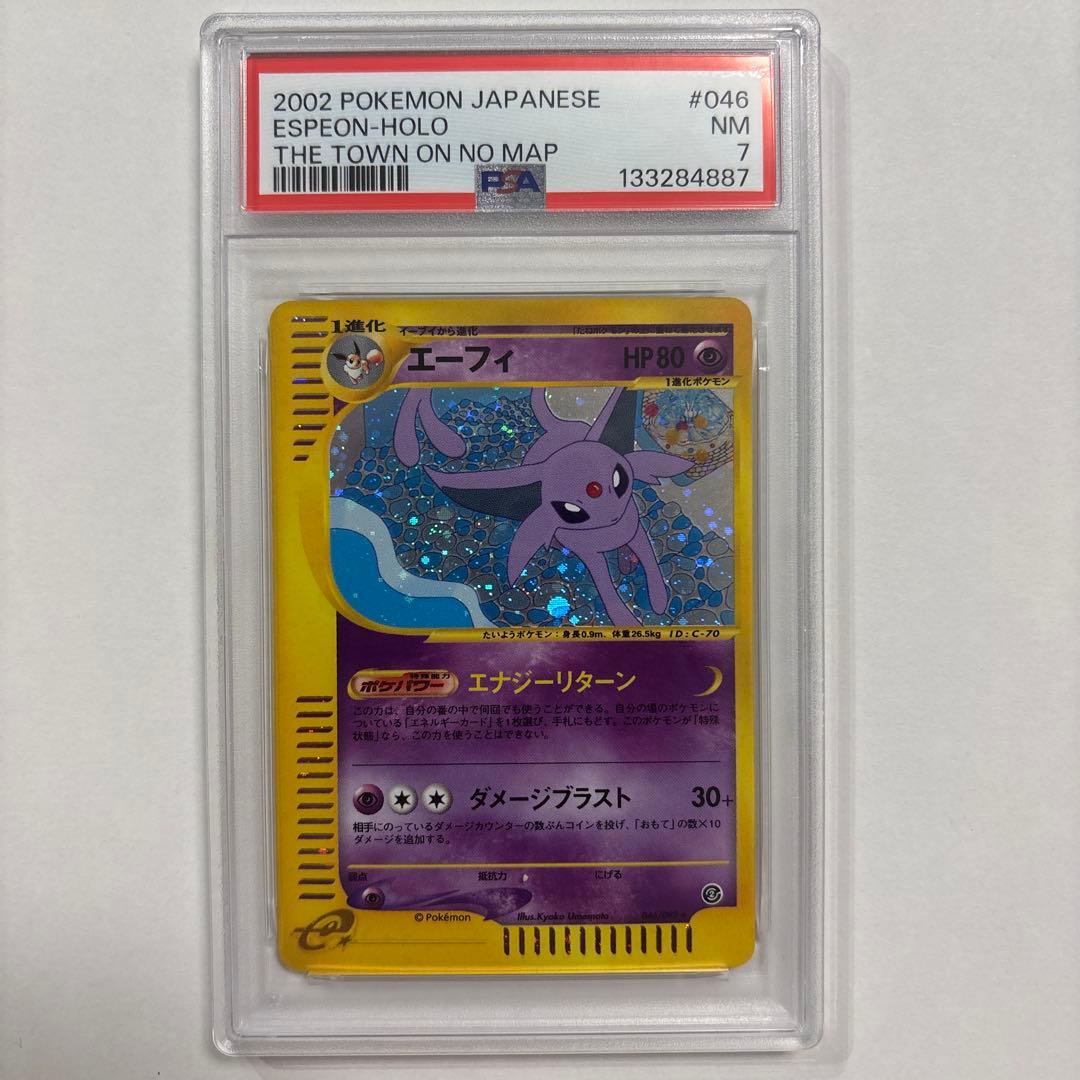 2002 POKEMON JAPANESE #046
ESPEON-HOLO NM
THE TOWN ON NO MAP 7
PSA
133284887
1進化
イーブイから進化
エーフィ HP80
1進化ポケモン
たいようポケモン:身長0.9m、体重26.5kg ID:C-70
特殊能力
ポケパワー エナジーリターン
この力は、自分の番の中で何回でも使うことができる。自分の場のポケモンに
ついている「エネルギーカード」を1枚選び、手札にもどす。このポケモンが「特殊
状態」なら、この力を使うことはできない。
ダメージブラスト 30+
相手にのっているダメージカウンターの数ぶんコインを投げ、「おもて」の数×10
ダメージを追加する。
弱点 抵抗力 にげる
©Pokémon Illus.Kyoko Umemoto 046/092
e